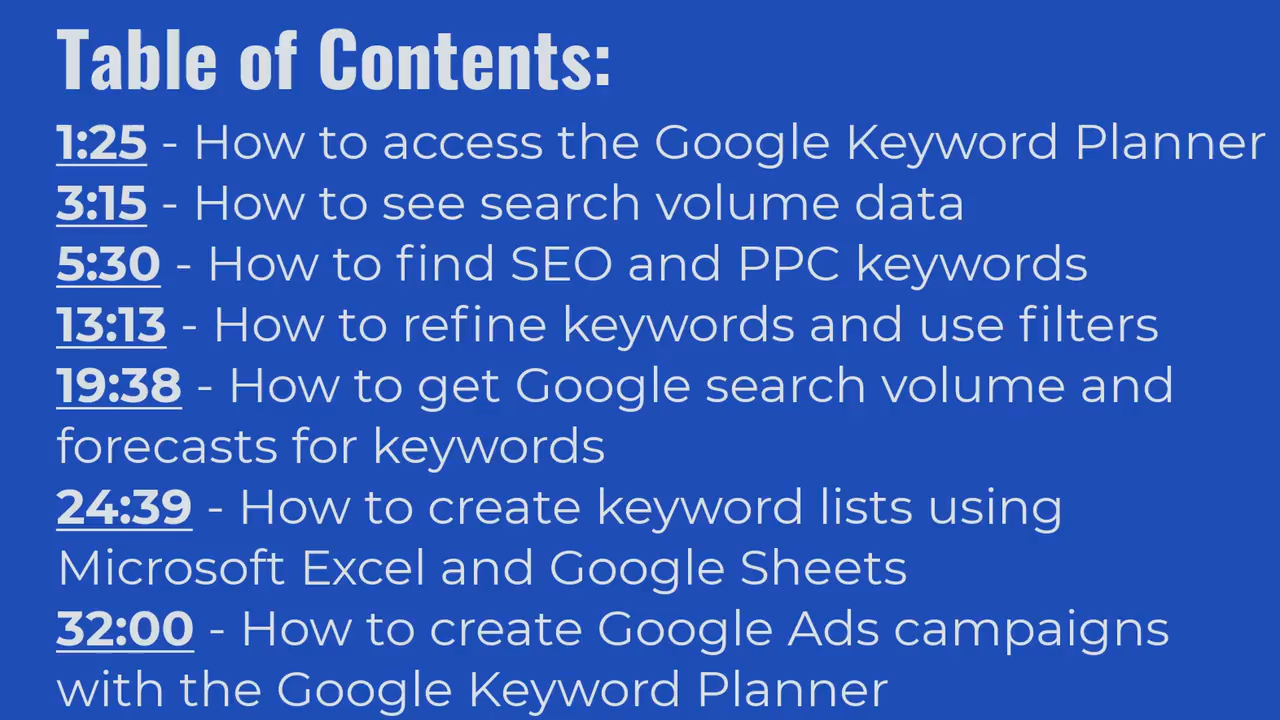 Table of Contents:
1:25 - How to access the Google Keyword Planner
3:15 - How to see search volume data
5:30 - How to find SEO and PPC keywords
13:13 - How to refine keywords and use filters
19:38 - How to get Google search volume and
forecasts for keywords
24:39 - How to create keyword lists using
Microsoft Excel and Google Sheets
32:00 - How to create Google Ads campaigns
with the Google Keyword Planner